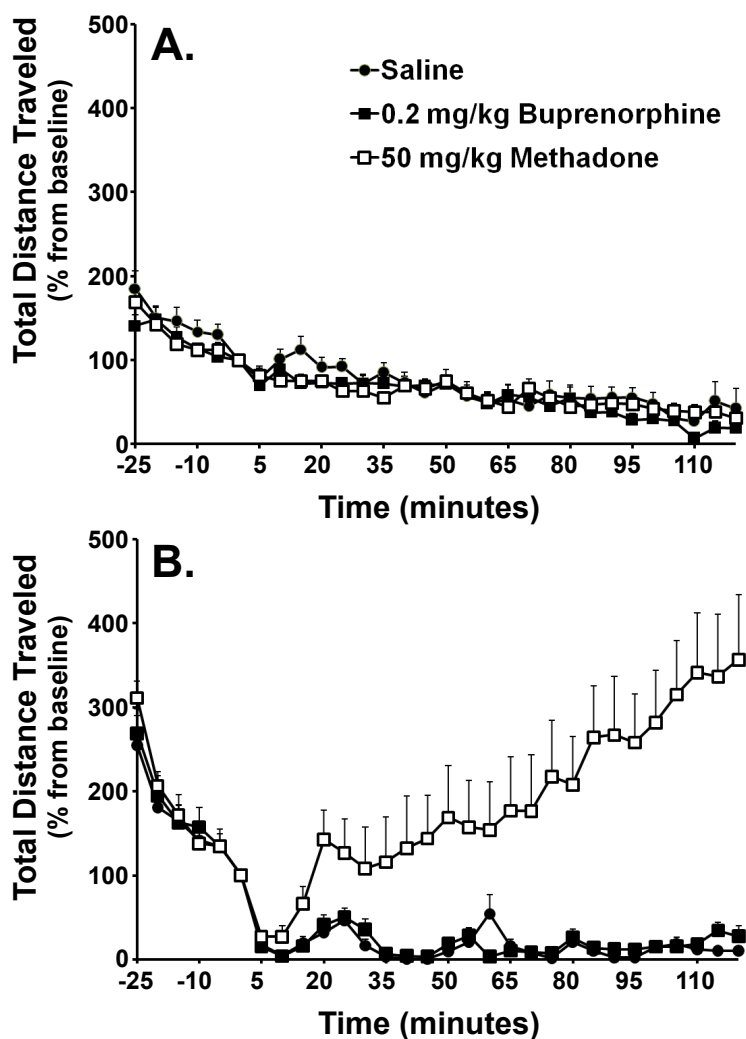 A.
Saline
0.2 mg/kg Buprenorphine
50 mg/kg Methadone
Total Distance Traveled
(% from baseline)
500
400
300
200
100
0
-25 -10 5 20 35 50 65 80 95 110
Time (minutes)
B.
Total Distance Traveled
(% from baseline)
500
400
300
200
100
0
-25 -10 5 20 35 50 65 80 95 110
Time (minutes)